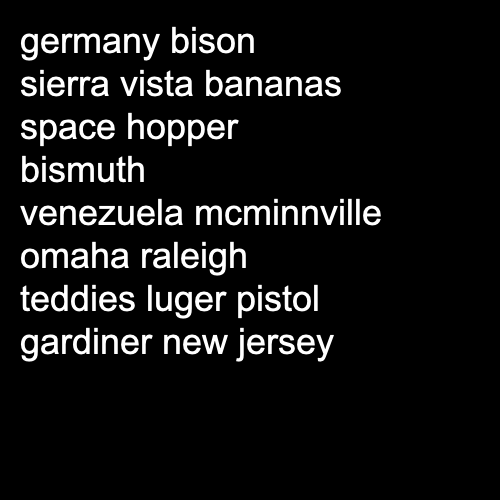 germany bison
sierra vista bananas
space hopper
bismuth
venezuela mcminnville
omaha raleigh
teddies luger pistol
gardiner new jersey